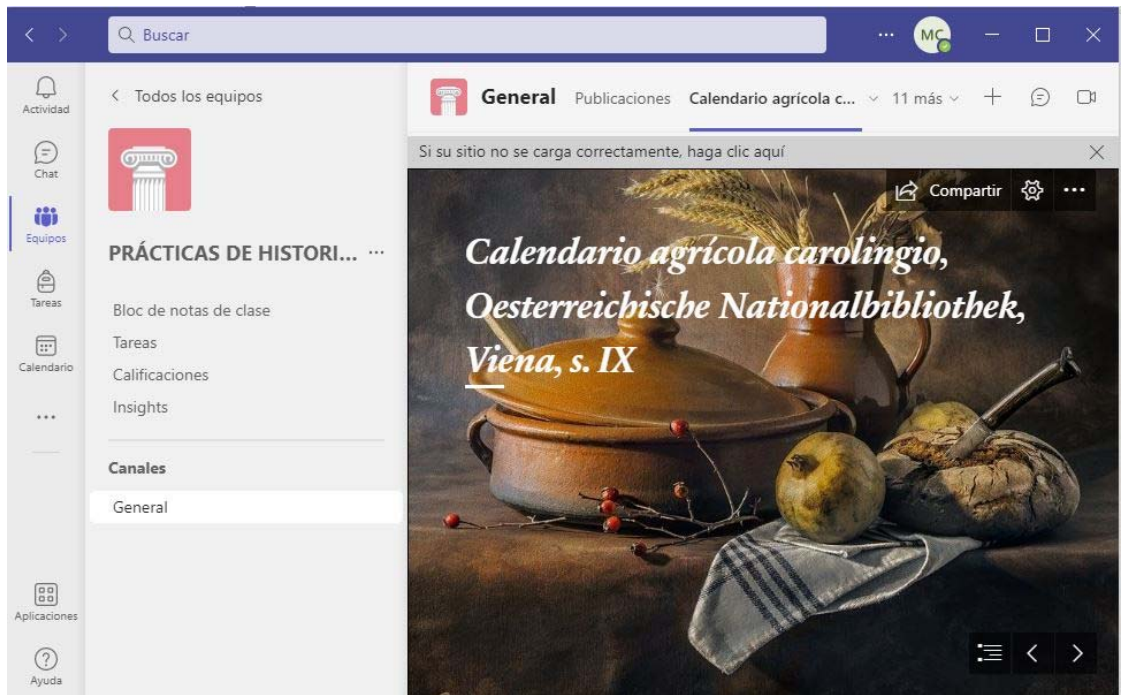 Buscar
...
MC
Actividad
Chat
Equipos
Tareas
Calendario
...
Aplicaciones
Ayuda
Todos los equipos
PRÁCTICAS DE HISTORI... ...
Bloc de notas de clase
Tareas
Calificaciones
Insights
Canales
General
General Publicaciones Calendario agrícola c... 11 más
Si su sitio no se carga correctamente, haga clic aquí
Compartir ...
Calendario agrícola carolingio,
Oesterreichische Nationalbibliothek,
Viena, s. IX